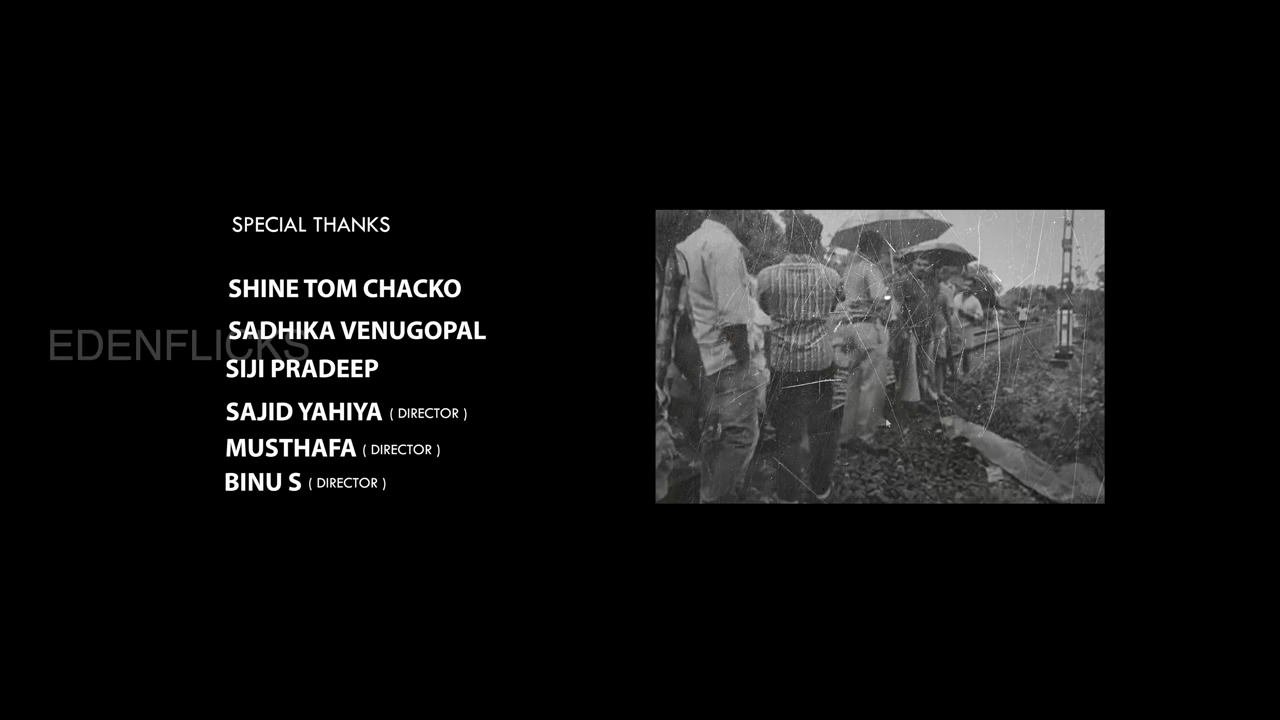 SPECIAL THANKS
SHINE TOM CHACKO
SADHIKA VENUGOPAL
EDENFLICKS
SIJI PRADEEP
SAJID YAHIYA ( DIRECTOR )
MUSTHAFA ( DIRECTOR )
BINU S ( DIRECTOR )